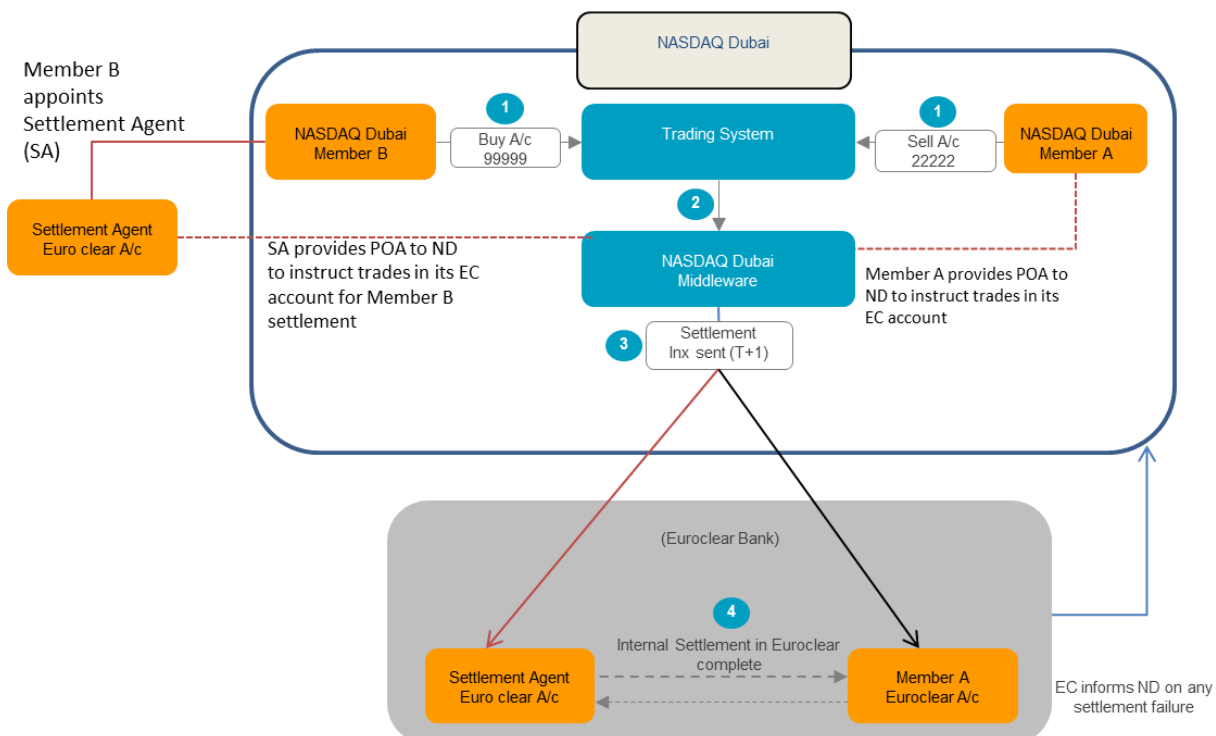 NASDAQ Dubai
Member B
appoints
Settlement Agent
(SA)
1
1
NASDAQ Dubai
Member B
Buy A/c
99999
Trading System
Sell A/c
22222
NASDAQ Dubai
Member A
2
Settlement Agent
Euro clear A/c
SA provides POA to ND
to instruct trades in its EC
account for Member B
settlement
NASDAQ Dubai
Middleware
Member A provides POA to
ND to instruct trades in its
EC account
3
Settlement
Inx sent (T+1)
(Euroclear Bank)
4
Internal Settlement in Euroclear
complete
Settlement Agent
Euro clear A/c
Member A
Euroclear A/c
EC informs ND on any
settlement failure